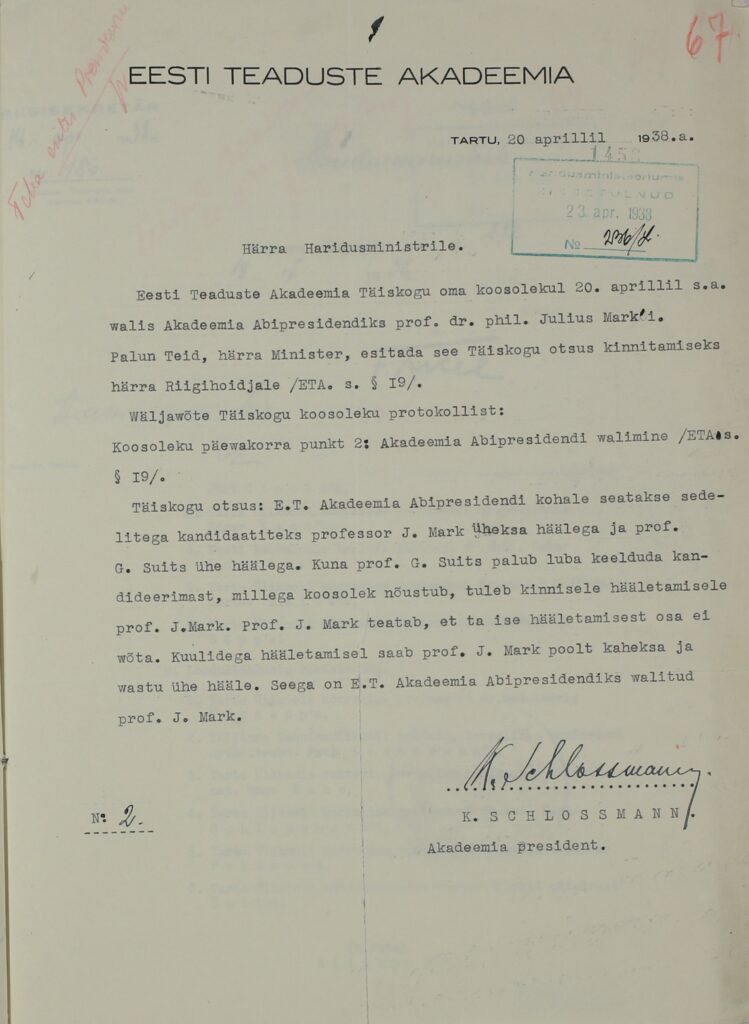 67
EESTI TEADUSTE AKADEEMIA
TARTU, 20 aprillil 1938.a.
1458
SISSETULNUD
23. apr. 1938
№ 236/H.
Härra Haridusministrile.
Eesti Teaduste Akadeemia Täiskogu oma koosolekul 20. aprillil s.a.
walis Akadeemia Abipresidendiks prof. dr. phil. Julius Mark'i.
Palun Teid, härra Minister, esitada see Täiskogu otsus kinnitamiseks
härra Riigihoidjale /ETA. s. § I9/.
Wäljawõte Täiskogu koosoleku protokollist:
Koosoleku päewakorra punkt 2: Akadeemia Abipresidendi walimine /ETA.s.
§ I9/.
Täiskogu otsus: E.T. Akadeemia Abipresidendi kohale seatakse sede-
litega kandidaatiteks professor J. Mark üheksa häälega ja prof.
G. Suits ühe häälega. Kuna prof. G. Suits palub luba keelduda kan-
dideerimast, millega koosolek nõustub, tuleb kinnisele hääletamisele
prof. J.Mark. Prof. J. Mark teatab, et ta ise hääletamisest osa ei
wõta. Kuulidega hääletamisel saab prof. J. Mark poolt kaheksa ja
wastu ühe hääle. Seega on E.T. Akadeemia Abipresidendiks walitud
prof. J. Mark.
K. Schlossmann.
K. SCHLOSSMANN,
Akadeemia president.
№: 2.